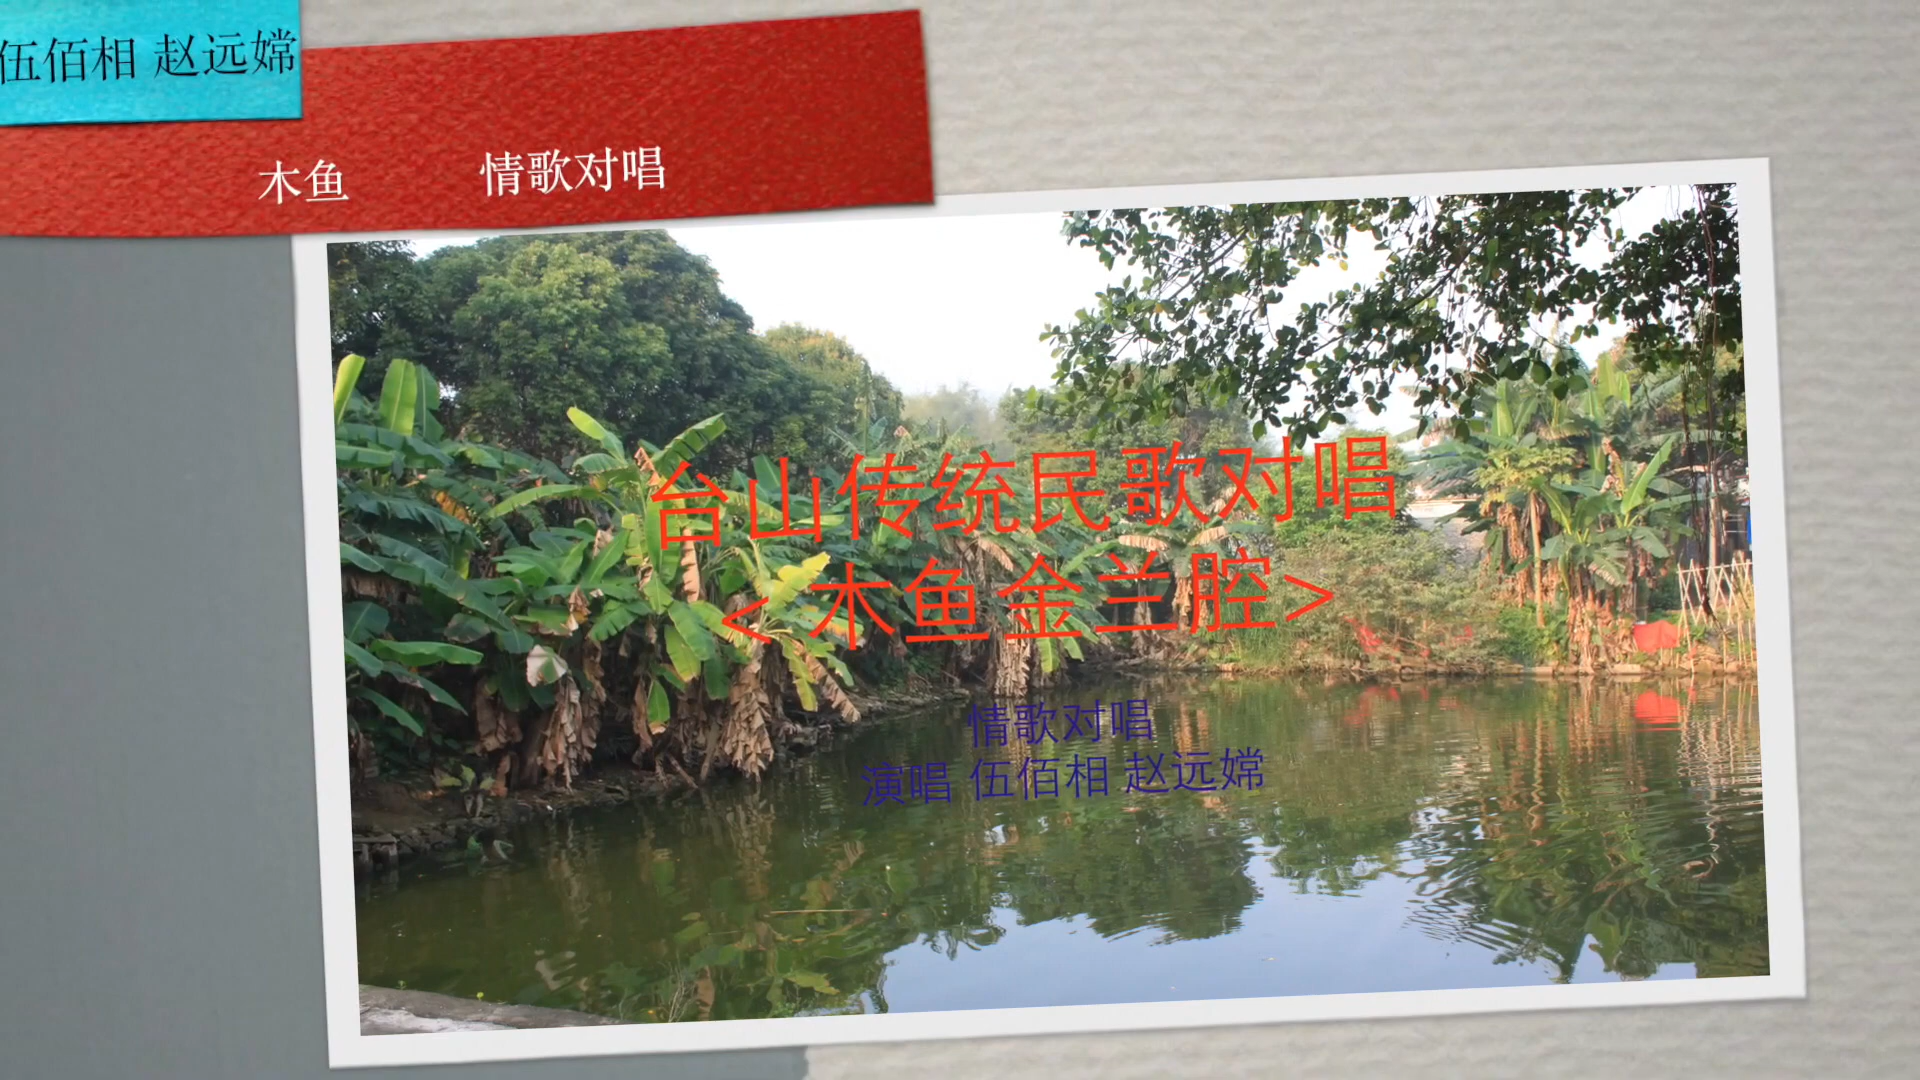 伍佰相 赵远嫦
木鱼 情歌对唱
台山传统民歌对唱
< 木鱼金兰腔>
情歌对唱
演唱 伍佰相 赵远嫦